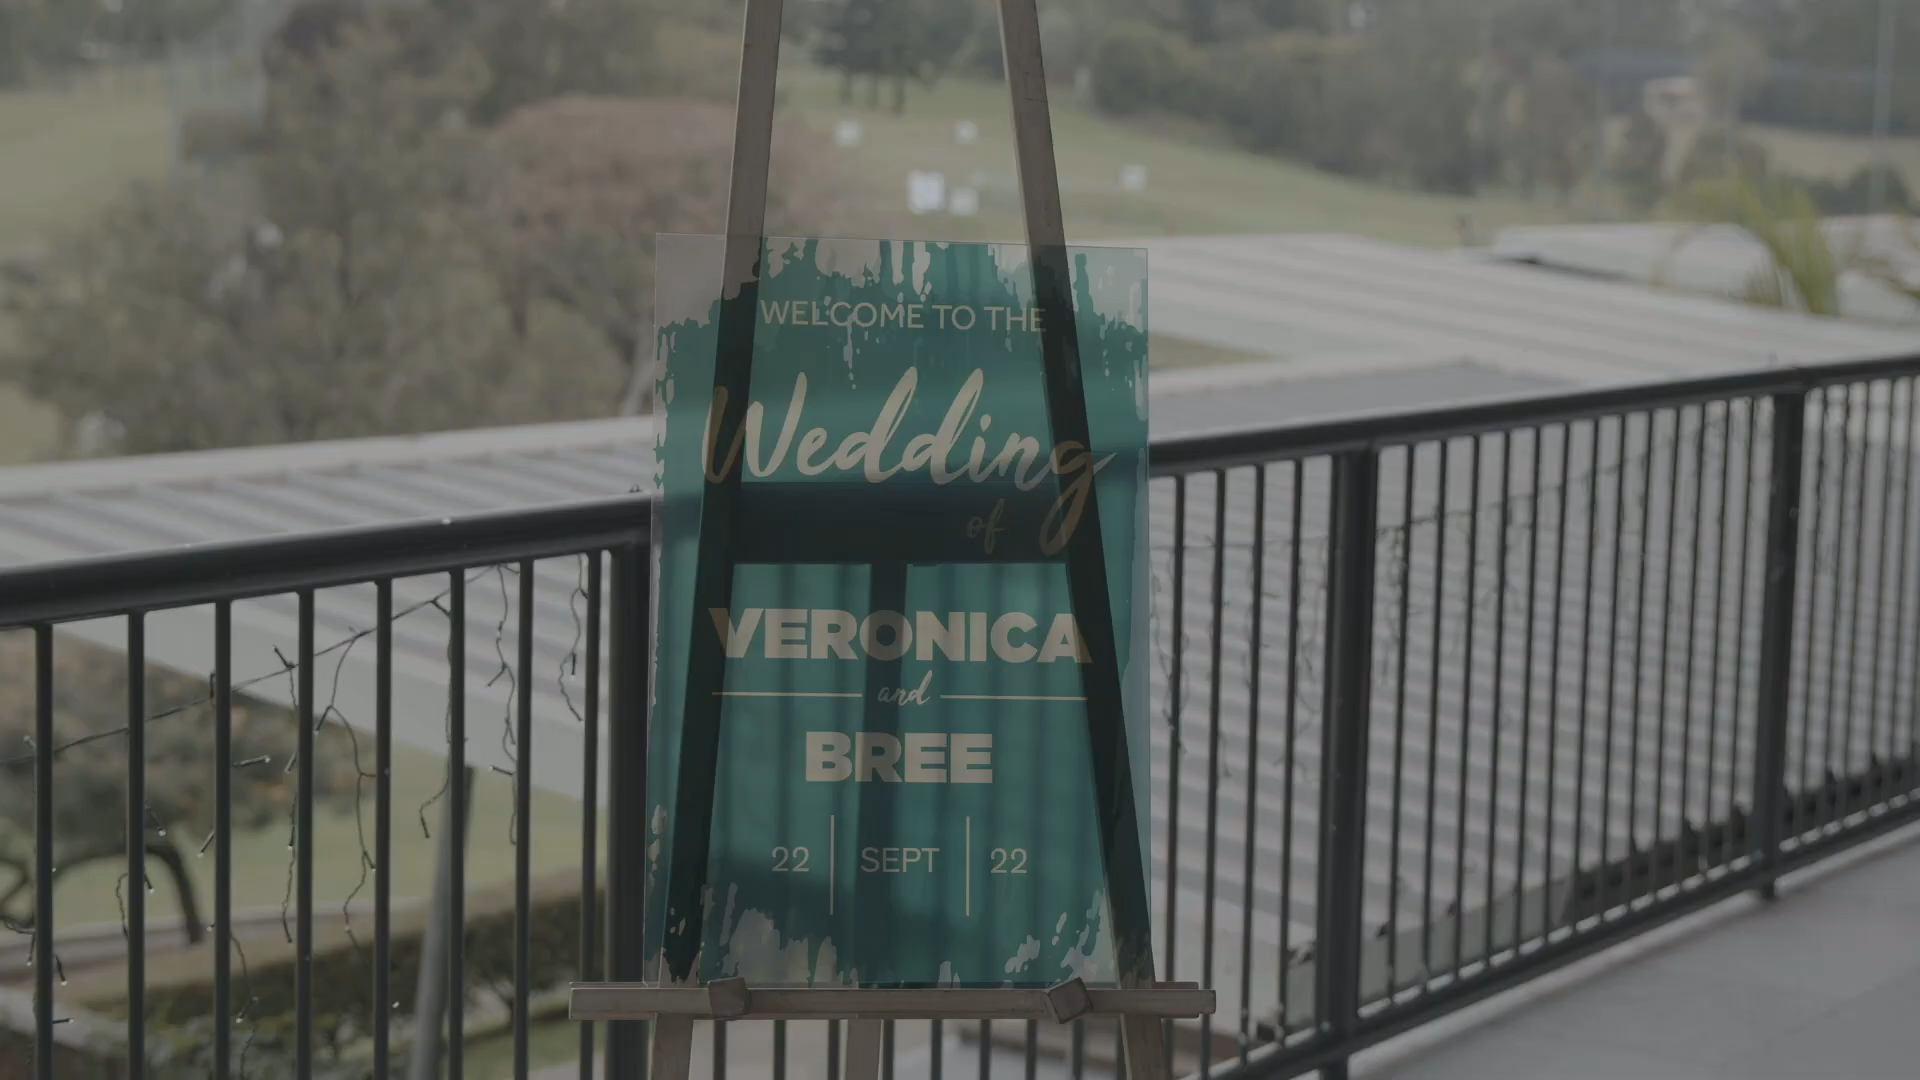 WELCOME TO THE
Wedding
of
VERONICA
and
BREE
22 SEPT 22